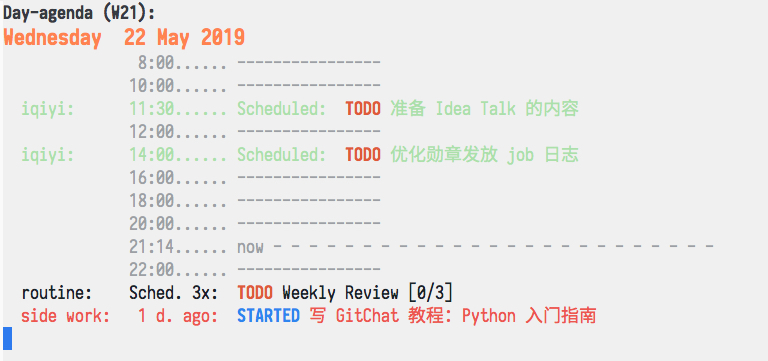 Day-agenda (W21):
Wednesday  22 May 2019
               8:00...... ----------------
              10:00...... ----------------
  iqiyi:      11:30...... Scheduled:  TODO 准备 Idea Talk 的内容
              12:00...... ----------------
  iqiyi:      14:00...... Scheduled:  TODO 优化勋章发放 job 日志
              16:00...... ----------------
              18:00...... ----------------
              20:00...... ----------------
              21:14...... now - - - - - - - - - - - - - - - - - - - - - - - - -
              22:00...... ----------------
  routine:    Sched. 3x:  TODO Weekly Review [0/3]
  side work:   1 d. ago:  STARTED 写 GitChat 教程: Python 入门指南